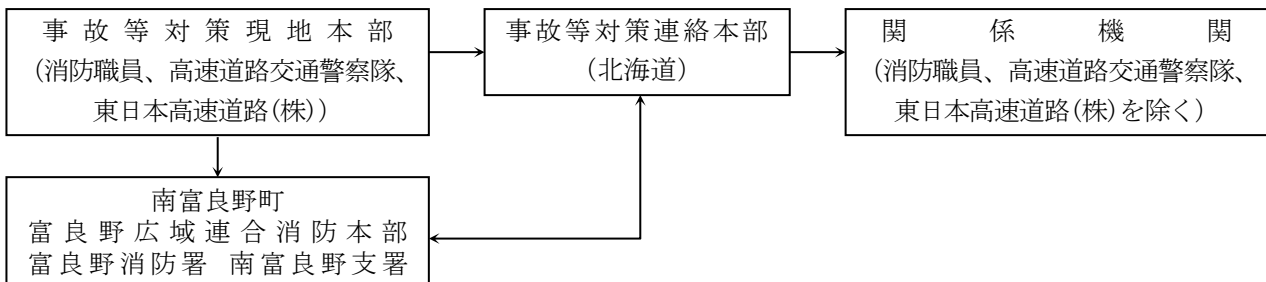 事故等対策現地本部
（消防職員、高速道路交通警察隊、
東日本高速道路(株)）
事故等対策連絡本部
（北海道）
関係機関
（消防職員、高速道路交通警察隊、
東日本高速道路(株)を除く）
南富良野町
富良野広域連合消防本部
富良野消防署 南富良野支署